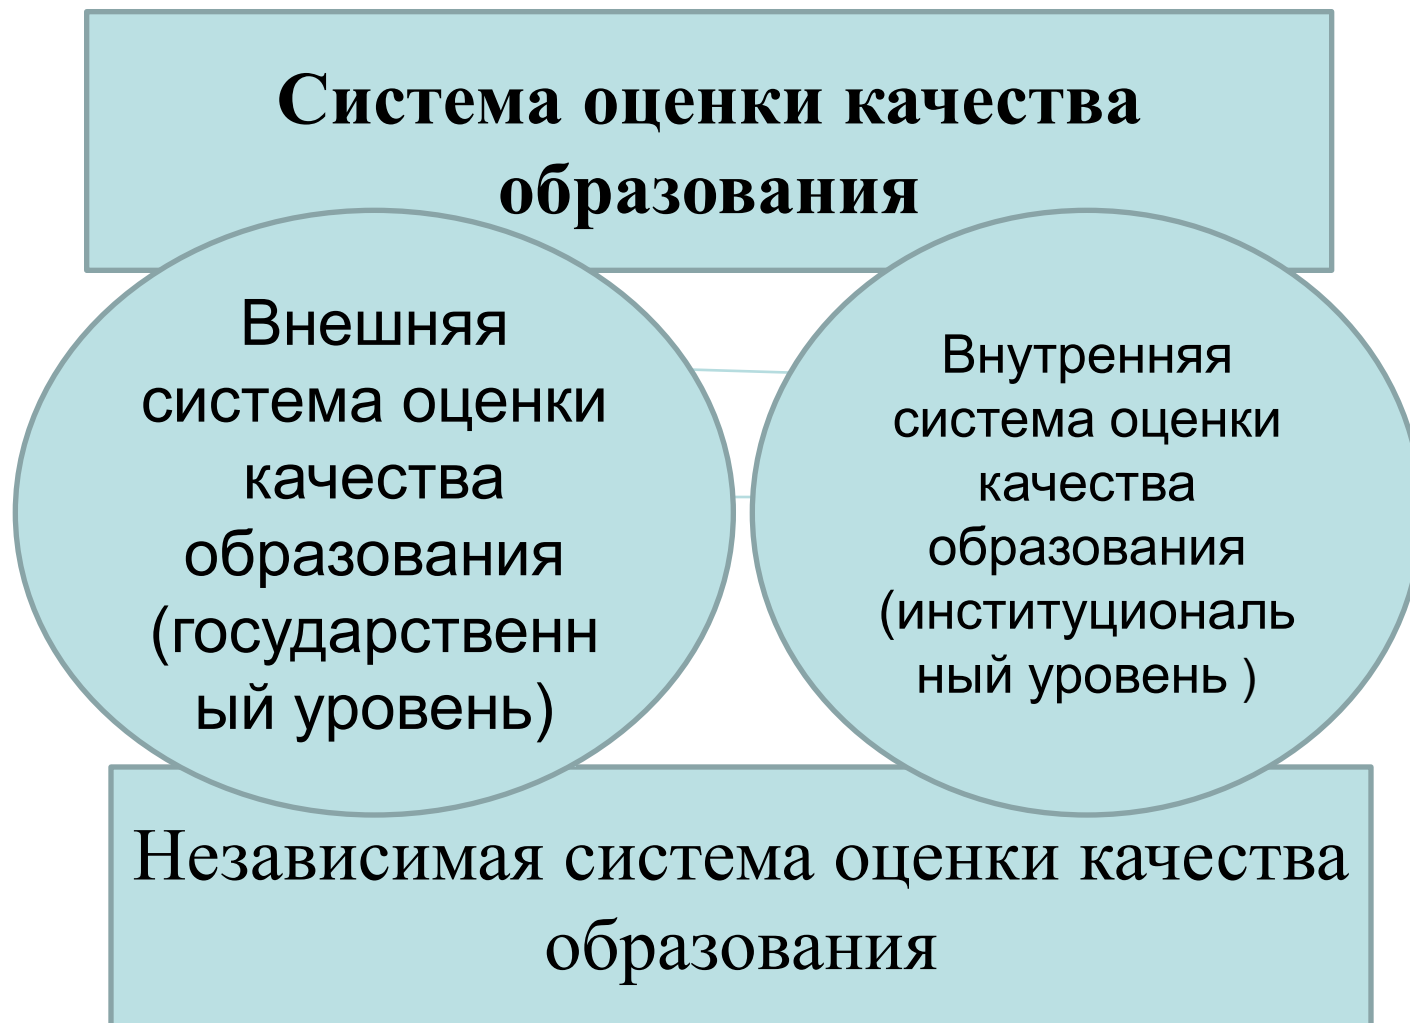 Система оценки качества
образования
Внешняя
система оценки
качества
образования
(государственн
ый уровень)
Внутренняя
система оценки
качества
образования
(институциональ
ный уровень )
Независимая система оценки качества
образования